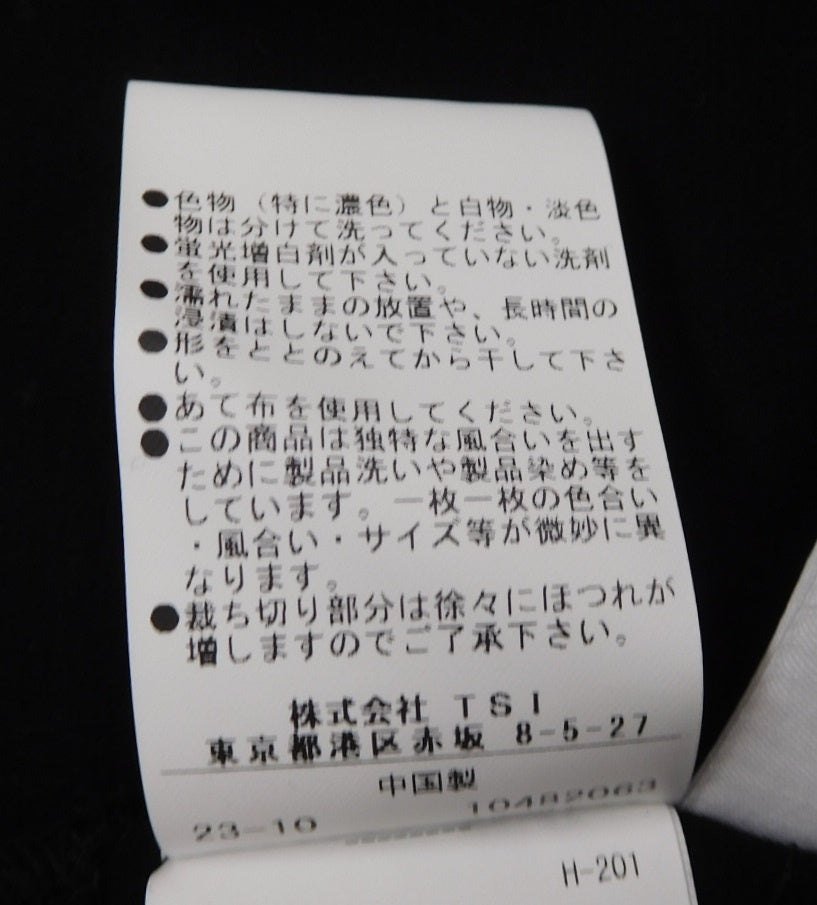 ●色物（特に濃色）と白物・淡色
物は分けて洗ってください。
●蛍光増白剤が入っていない洗剤
を使用して下さい。
●濡れたままの放置や、長時間の
浸漬はしないで下さい。
●形をととのえてから干して下さ
い。
●あて布を使用してください。
●この商品は独特な風合いを出す
ために製品洗いや製品染め等を
しています。一枚一枚の色合い
・風合い・サイズ等が微妙に異
なります。
●裁ち切り部分は徐々にほつれが
増しますのでご了承下さい。
株式会社 TSI
東京都港区赤坂 8-5-27
中国製
23-10 10482063
H-201